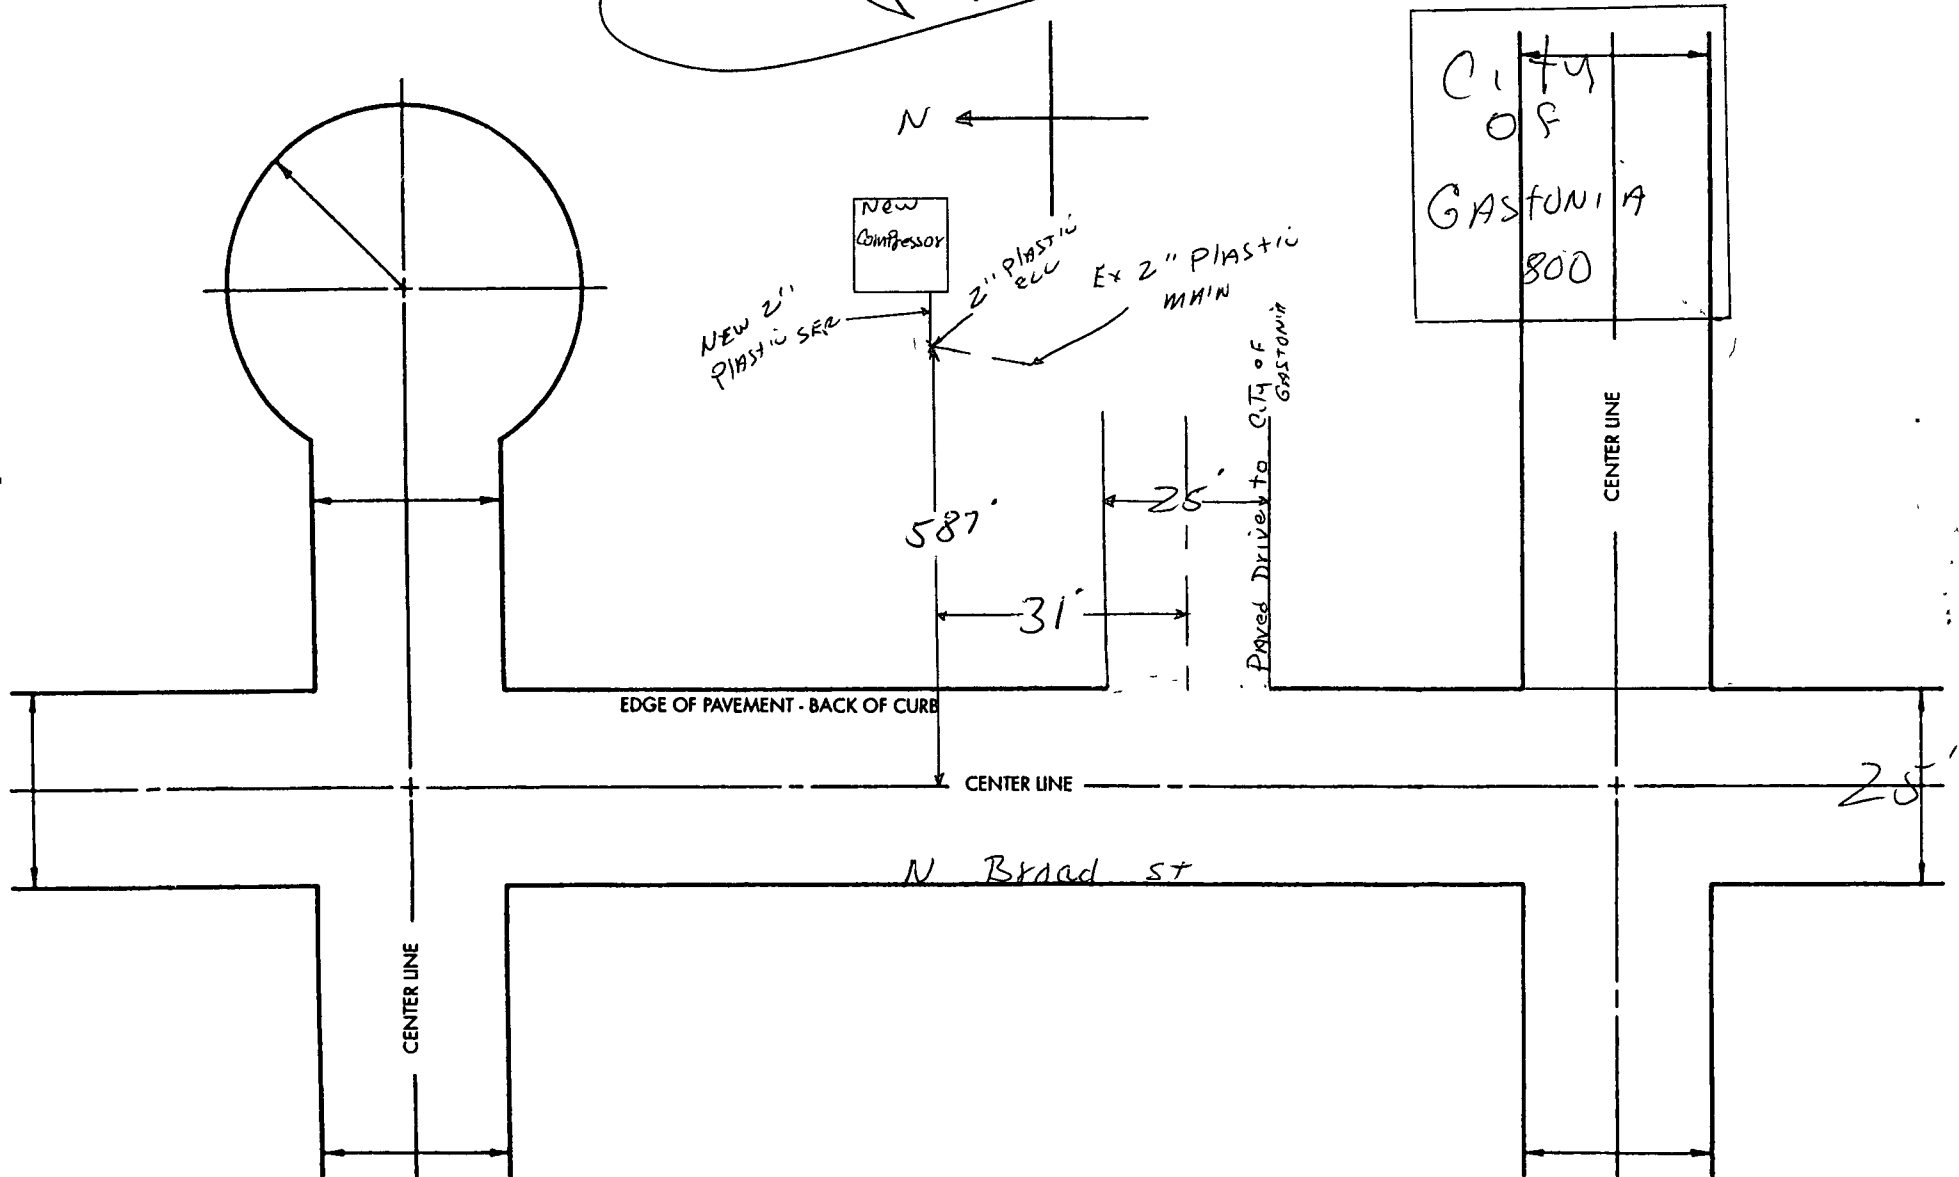 City
OF
GAStONIA
800
N
New
Compressor
2" PlAStic
ELL
Ex 2" PlAStic
MAIN
NEW 2"
PlAStic SER
PAved Drive to City OF
GASTONIA
25'
587'
31'
EDGE OF PAVEMENT - BACK OF CURB
CENTER LINE
CENTER LINE
25'
N Broad St
CENTER LINE